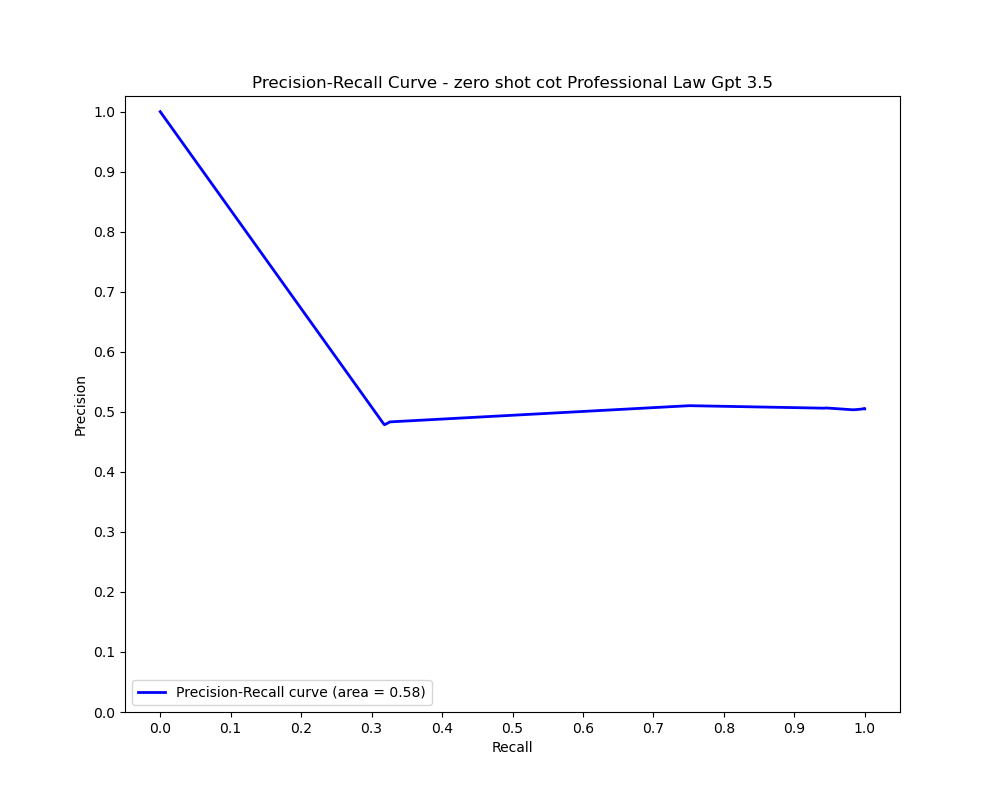 Precision-Recall Curve - zero shot cot Professional Law Gpt 3.5
Precision
1.0
0.9
0.8
0.7
0.6
0.5
0.4
0.3
0.2
0.1
0.0
Precision-Recall curve (area = 0.58)
0.0 0.1 0.2 0.3 0.4 0.5 0.6 0.7 0.8 0.9 1.0
Recall